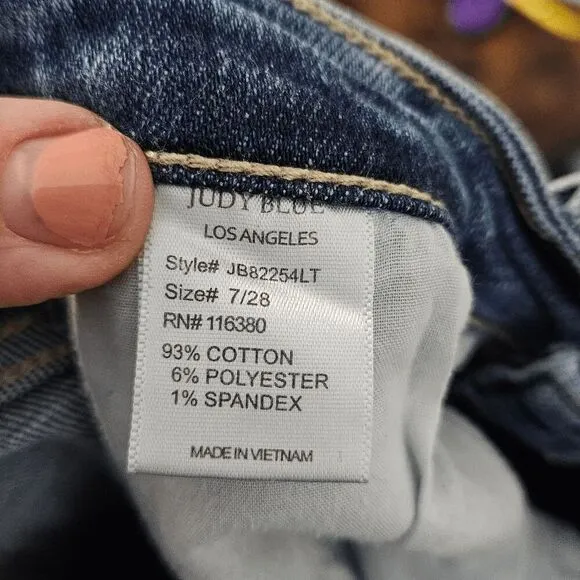 JUDY BLUE
LOS ANGELES
Style# JB82254LT
Size# 7/28
RN# 116380
93% COTTON
6% POLYESTER
1% SPANDEX
MADE IN VIETNAM